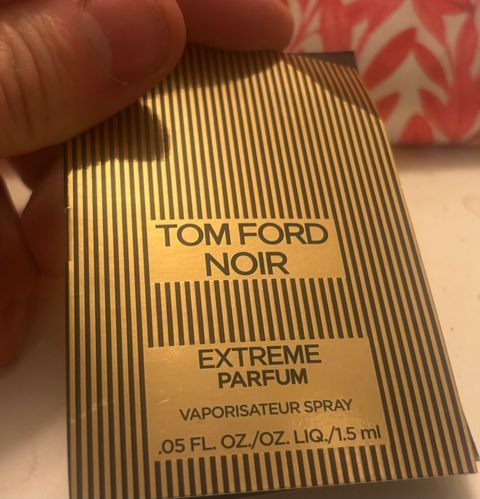 TOM FORD
NOIR
EXTREME
PARFUM
VAPORISATEUR SPRAY
.05 FL. OZ./OZ. LIQ./1.5 ml